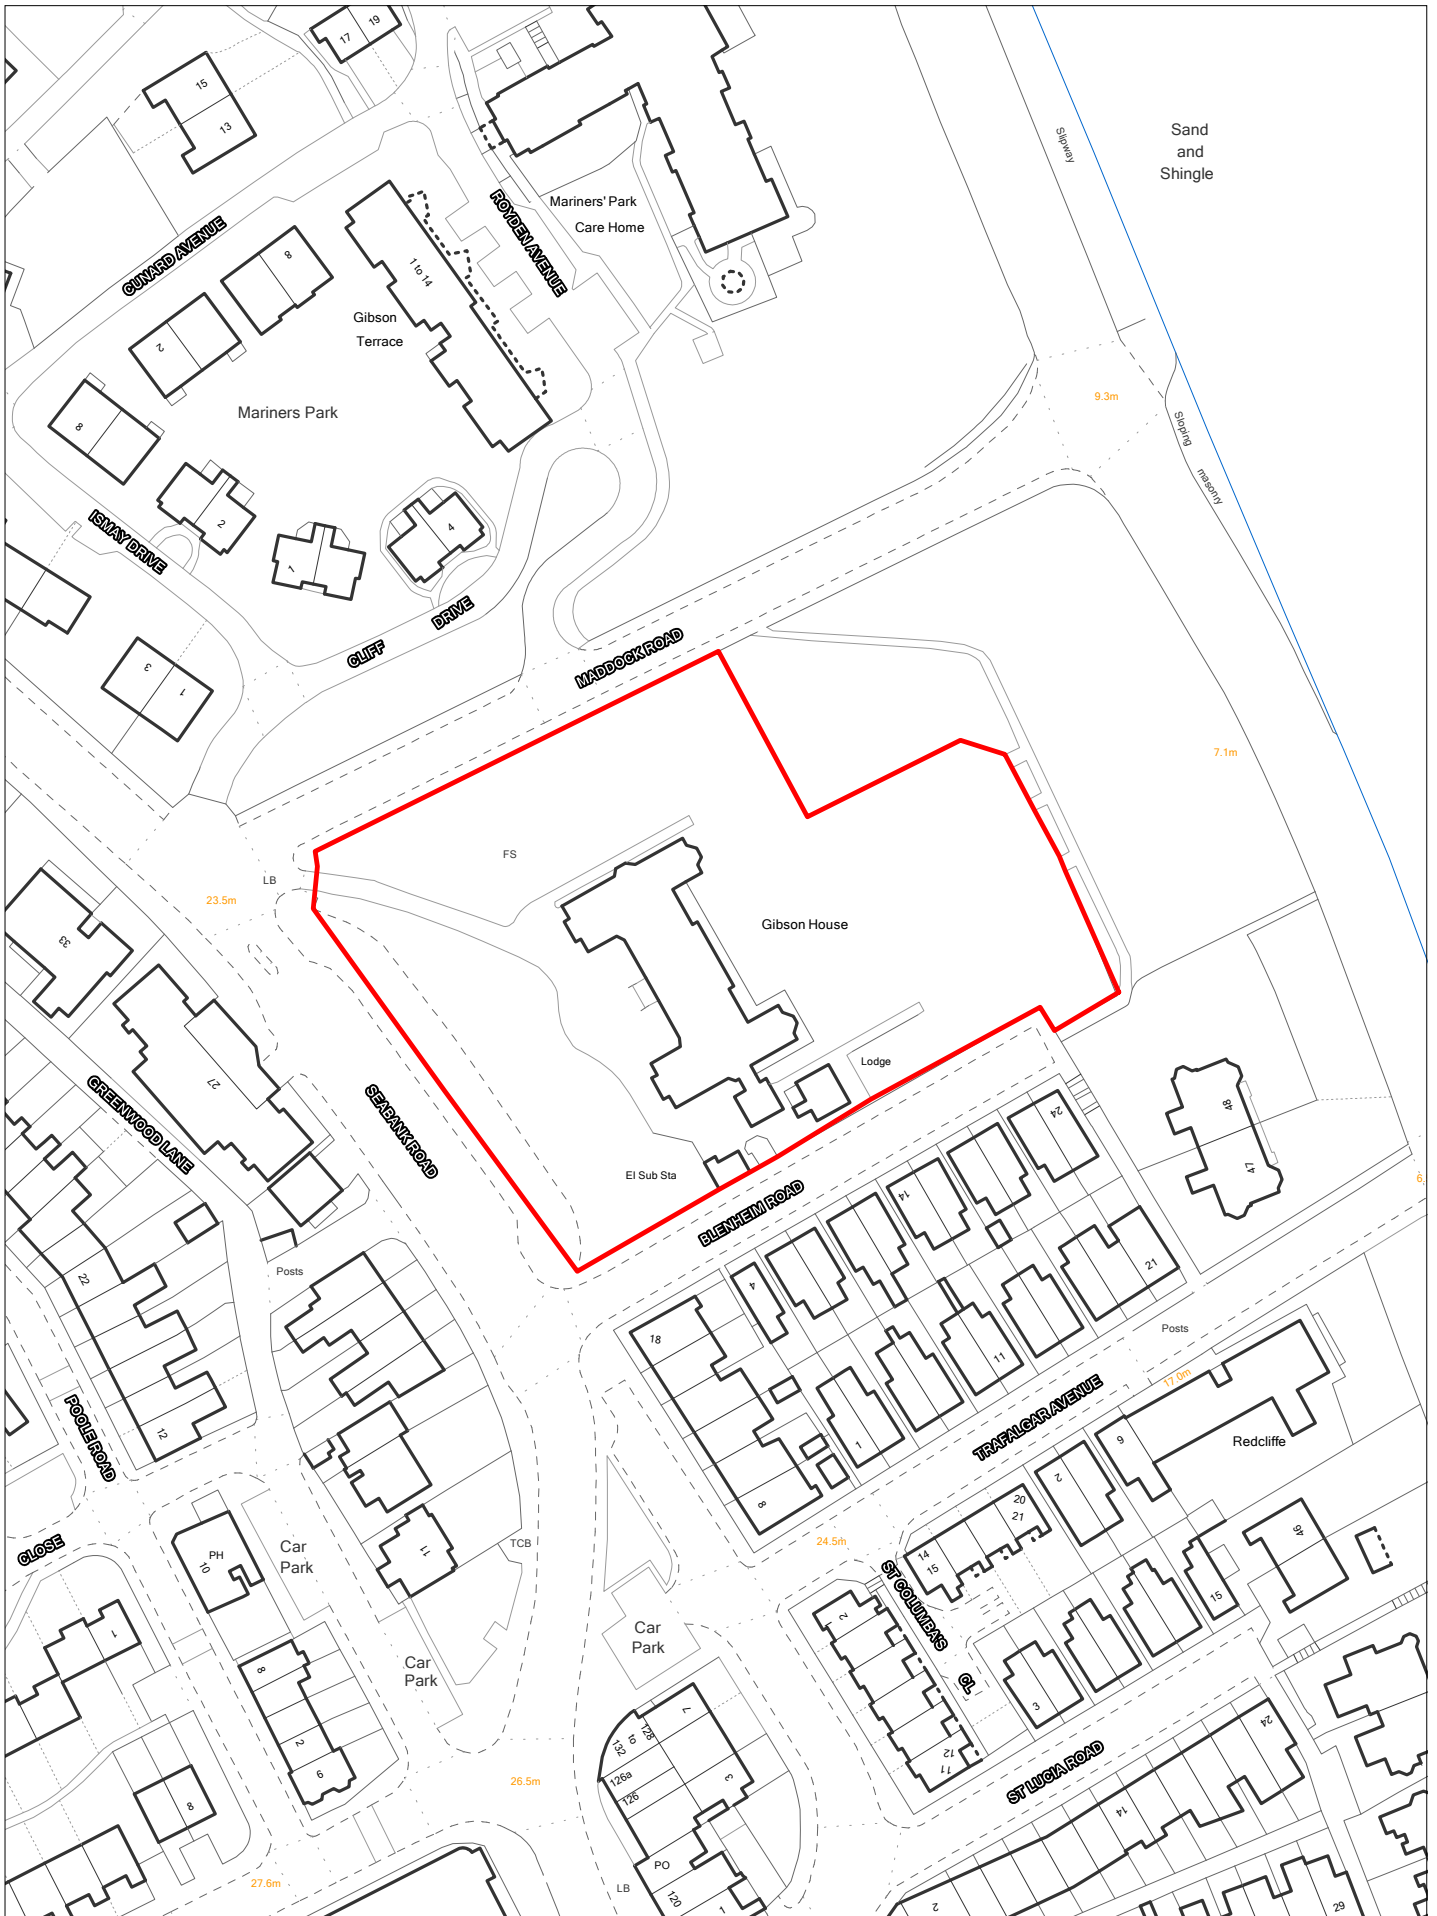 19
17
15
13
Sand
and
Shingle
Slipway
Mariners' Park
Care Home
ROYDEN AVENUE
CUNARD AVENUE
8
1 to 14
Gibson
Terrace
2
Mariners Park
9.3m
Sloping
masonry
8
2
4
1
ISMAY DRIVE
DRIVE
CLIFF
MADDOCK ROAD
3
1
7.1m
FS
LB
23.5m
Gibson House
33
27
Lodge
GREENWOOD LANE
SEABANK ROAD
48
47
24
El Sub Sta
6.
BLENHEIM ROAD
14
22
Posts
4
21
18
11
Posts
17.0m
TRAFALGAR AVENUE
POOLE ROAD
12
1
9
Redcliffe
2
8
20
21
CLOSE
PH
10
Car
Park
11
TCB
24.5m
14
15
46
15
ST COLUMBA'S
CL
1
2
Car
Park
Car
Park
8
3
2
6
7
128
to
132
126a
126
3
12
11
24
ST LUCIA ROAD
26.5m
8
14
PO
27.6m
LB
120
1
2
29